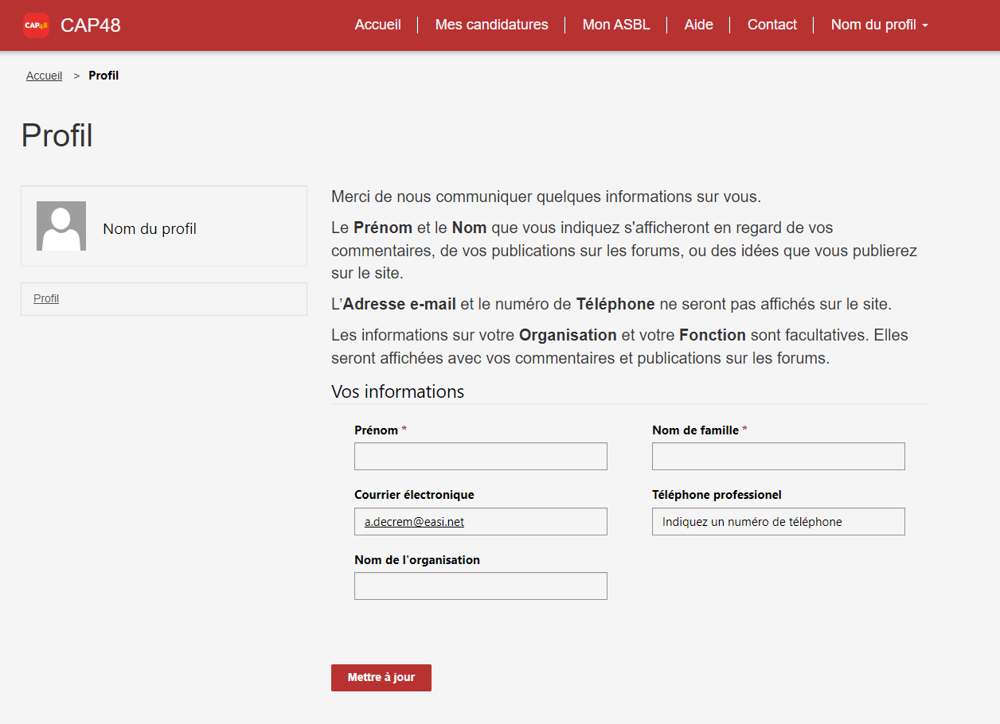 CAP48 CAP48 Accueil Mes candidatures Mon ASBL Aide Contact Nom du profil
Accueil > Profil
Profil
Nom du profil
Profil
Merci de nous communiquer quelques informations sur vous.
Le Prénom et le Nom que vous indiquez s'afficheront en regard de vos
commentaires, de vos publications sur les forums, ou des idées que vous publierez
sur le site.
L’Adresse e-mail et le numéro de Téléphone ne seront pas affichés sur le site.
Les informations sur votre Organisation et votre Fonction sont facultatives. Elles
seront affichées avec vos commentaires et publications sur les forums.
Vos informations
Prénom * Nom de famille *
Courrier électronique Téléphone professionel
a.decrem@easi.net Indiquez un numéro de téléphone
Nom de l'organisation
Mettre à jour